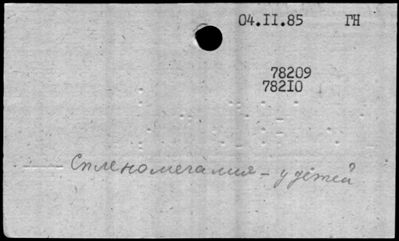 04.II.85 ГН
78209
78210
Спленомегалия – у детей